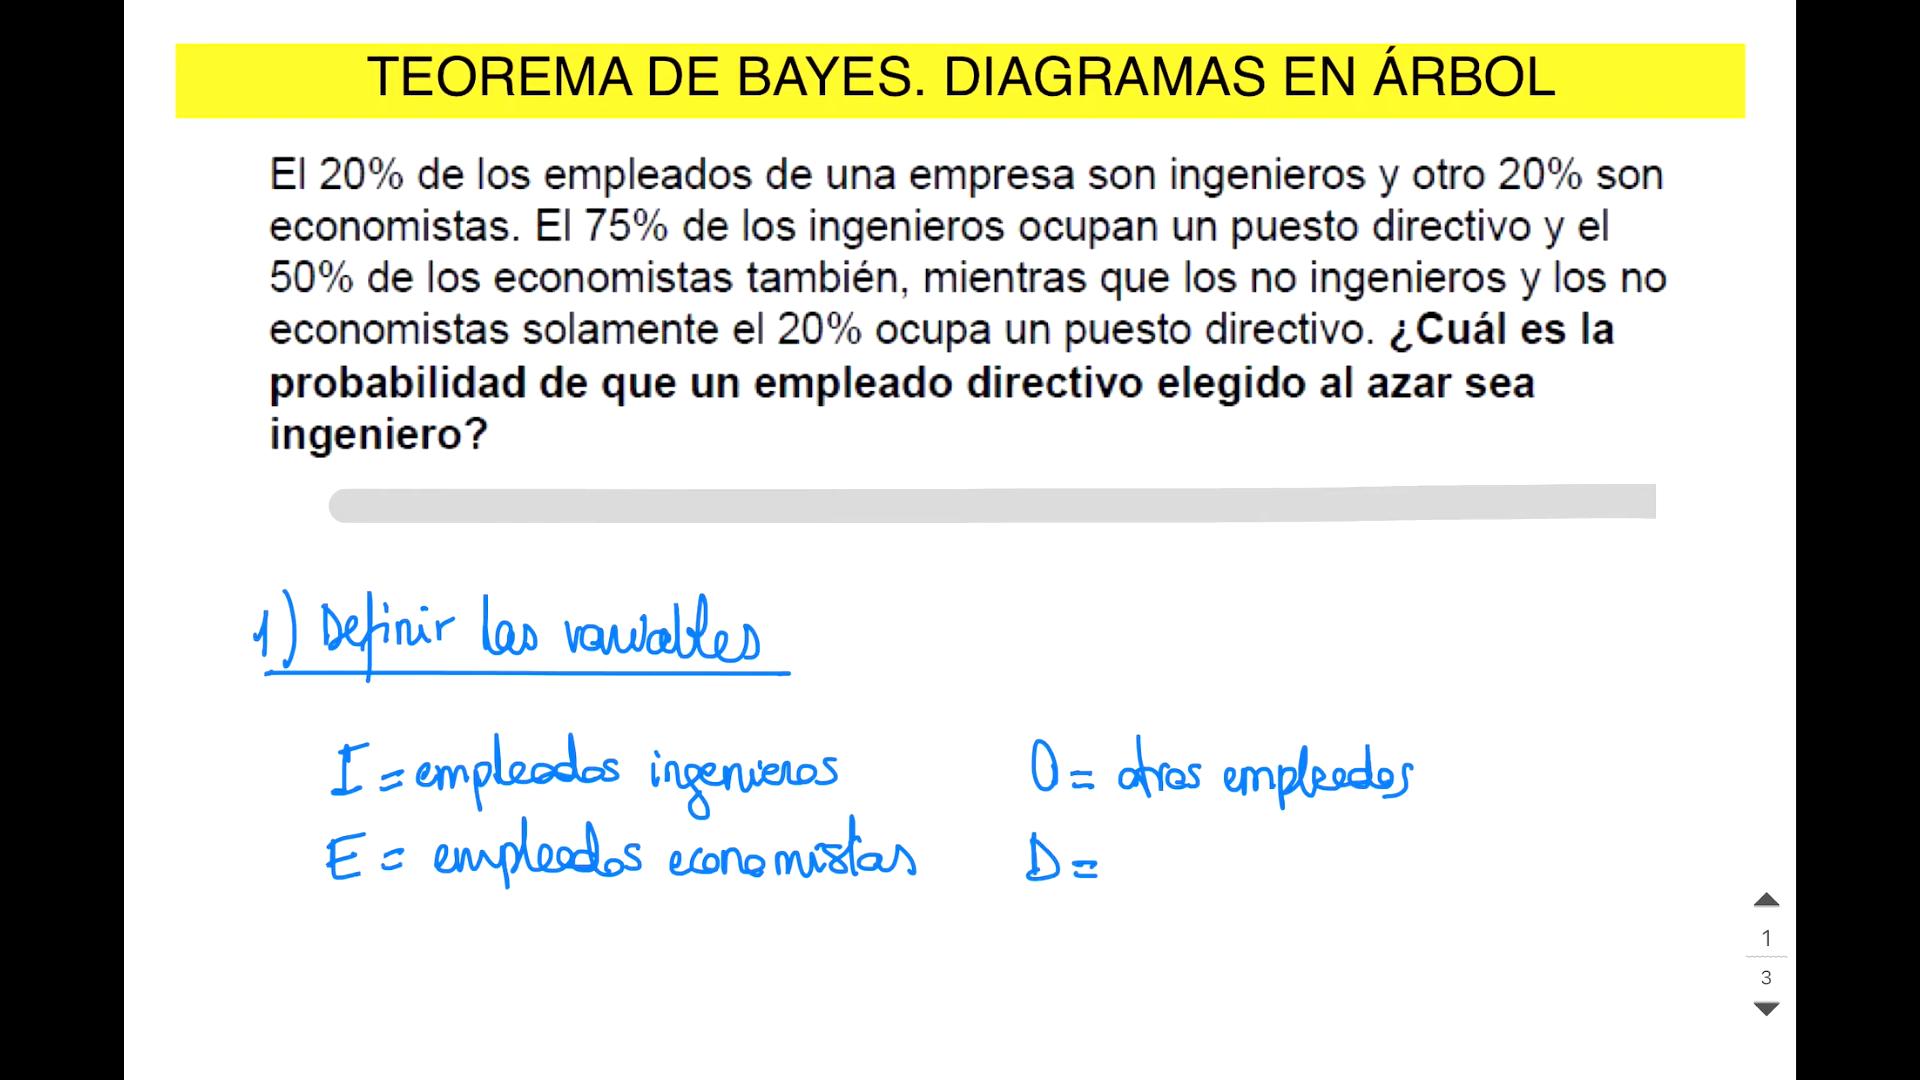 TEOREMA DE BAYES. DIAGRAMAS EN ÁRBOL
El 20% de los empleados de una empresa son ingenieros y otro 20% son
economistas. El 75% de los ingenieros ocupan un puesto directivo y el
50% de los economistas también, mientras que los no ingenieros y los no
economistas solamente el 20% ocupa un puesto directivo. ¿Cuál es la
probabilidad de que un empleado directivo elegido al azar sea
ingeniero?
1) Definir las variables
I = empleados ingenieros
E = empleados economistas
O = otros empleados
D =
1
3